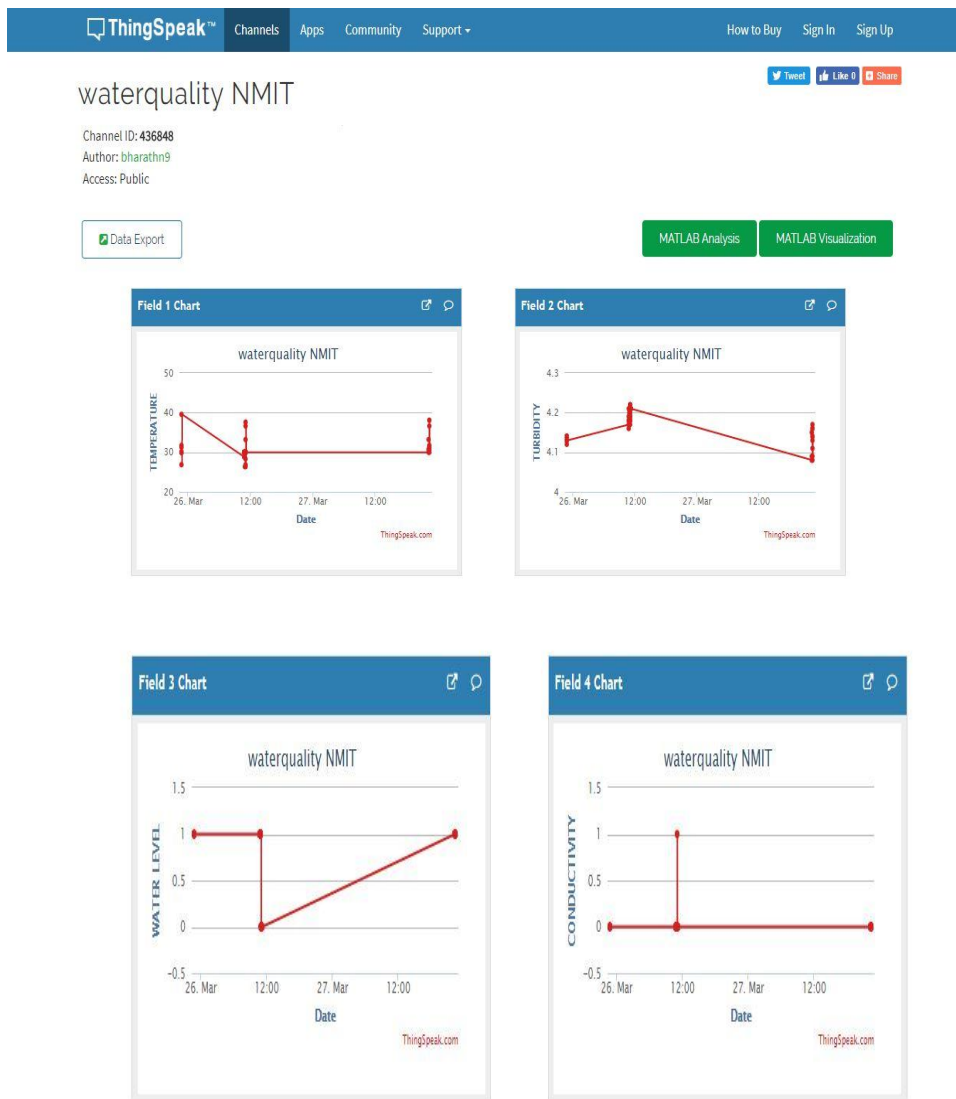 ThingSpeak™ Channels Apps Community Support How to Buy Sign In Sign Up
Tweet Like 0 Share
waterquality NMIT
Channel ID: 436848
Author: bharathn9
Access: Public
Data Export
MATLAB Analysis MATLAB Visualization
Field 1 Chart
waterquality NMIT
50
40
30
20
TEMPERATURE
26. Mar 12:00 27. Mar 12:00
Date
ThingSpeak.com
Field 2 Chart
waterquality NMIT
4.3
4.2
4.1
4
TURBIDITY
26. Mar 12:00 27. Mar 12:00
Date
ThingSpeak.com
Field 3 Chart
waterquality NMIT
1.5
1
0.5
0
-0.5
WATER LEVEL
26. Mar 12:00 27. Mar 12:00
Date
ThingSpeak.com
Field 4 Chart
waterquality NMIT
1.5
1
0.5
0
-0.5
CONDUCTIVITY
26. Mar 12:00 27. Mar 12:00
Date
ThingSpeak.com